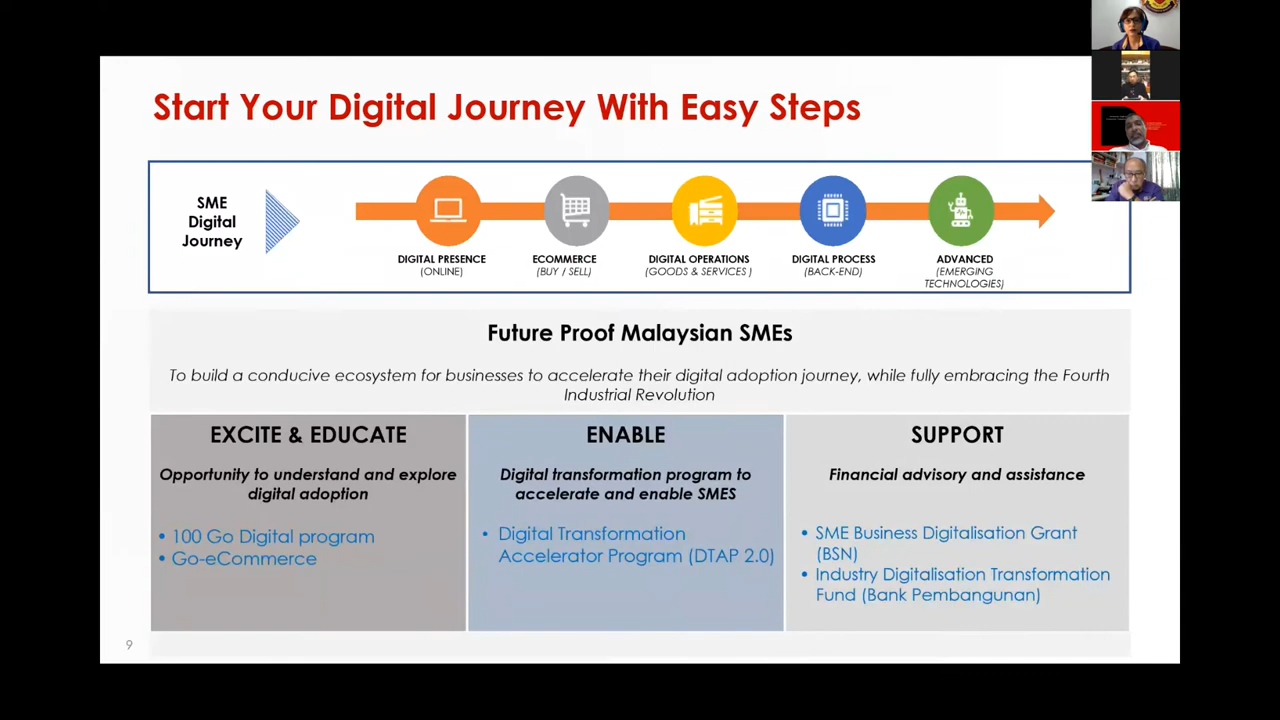 Start Your Digital Journey With Easy Steps
SME
Digital
Journey
DIGITAL PRESENCE
(ONLINE)
ECOMMERCE
(BUY / SELL)
DIGITAL OPERATIONS
(GOODS & SERVICES )
DIGITAL PROCESS
(BACK-END)
ADVANCED
(EMERGING
TECHNOLOGIES)
Future Proof Malaysian SMEs
To build a conducive ecosystem for businesses to accelerate their digital adoption journey, while fully embracing the Fourth
Industrial Revolution
EXCITE & EDUCATE
Opportunity to understand and explore
digital adoption
• 100 Go Digital program
• Go-eCommerce
ENABLE
Digital transformation program to
accelerate and enable SMES
• Digital Transformation
Accelerator Program (DTAP 2.0)
SUPPORT
Financial advisory and assistance
• SME Business Digitalisation Grant
(BSN)
• Industry Digitalisation Transformation
Fund (Bank Pembangunan)
9